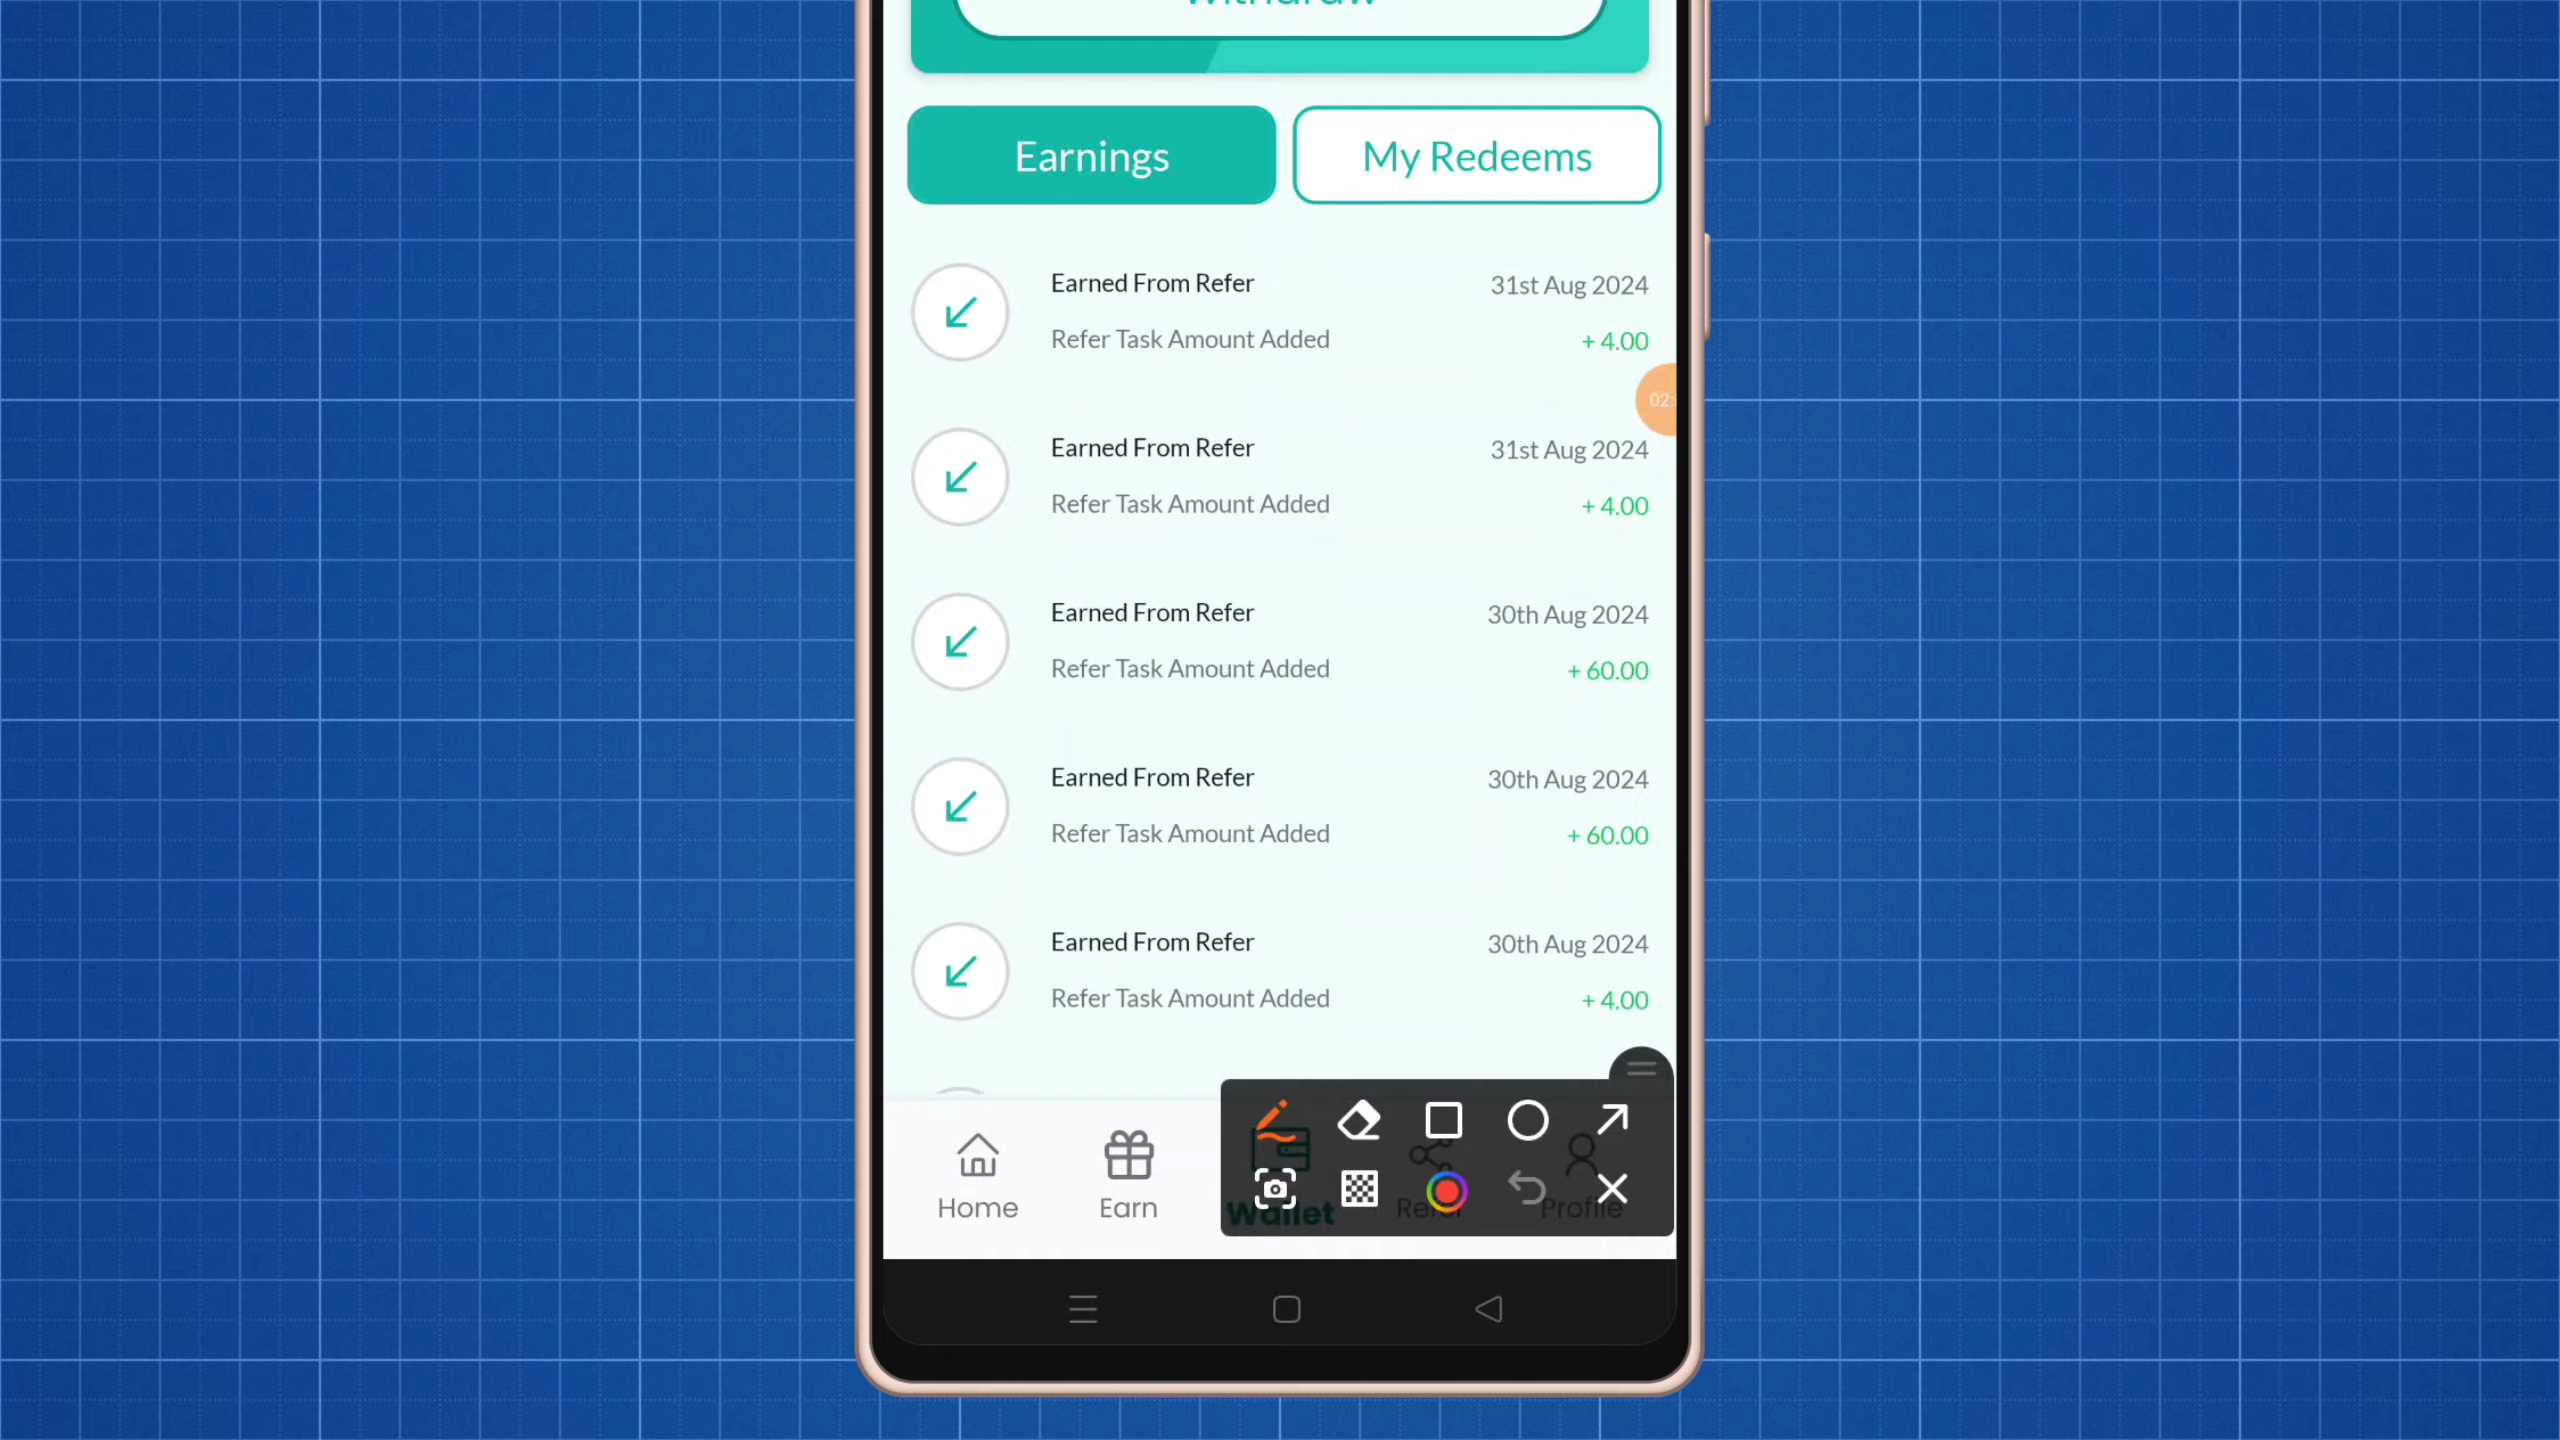 Withdraw
Earnings
My Redeems
Earned From Refer
31st Aug 2024
Refer Task Amount Added
+ 4.00
02:
Earned From Refer
31st Aug 2024
Refer Task Amount Added
+ 4.00
Earned From Refer
30th Aug 2024
Refer Task Amount Added
+ 60.00
Earned From Refer
30th Aug 2024
Refer Task Amount Added
+ 60.00
Earned From Refer
30th Aug 2024
Refer Task Amount Added
+ 4.00
Home
Earn
Wallet
Refer
Profile